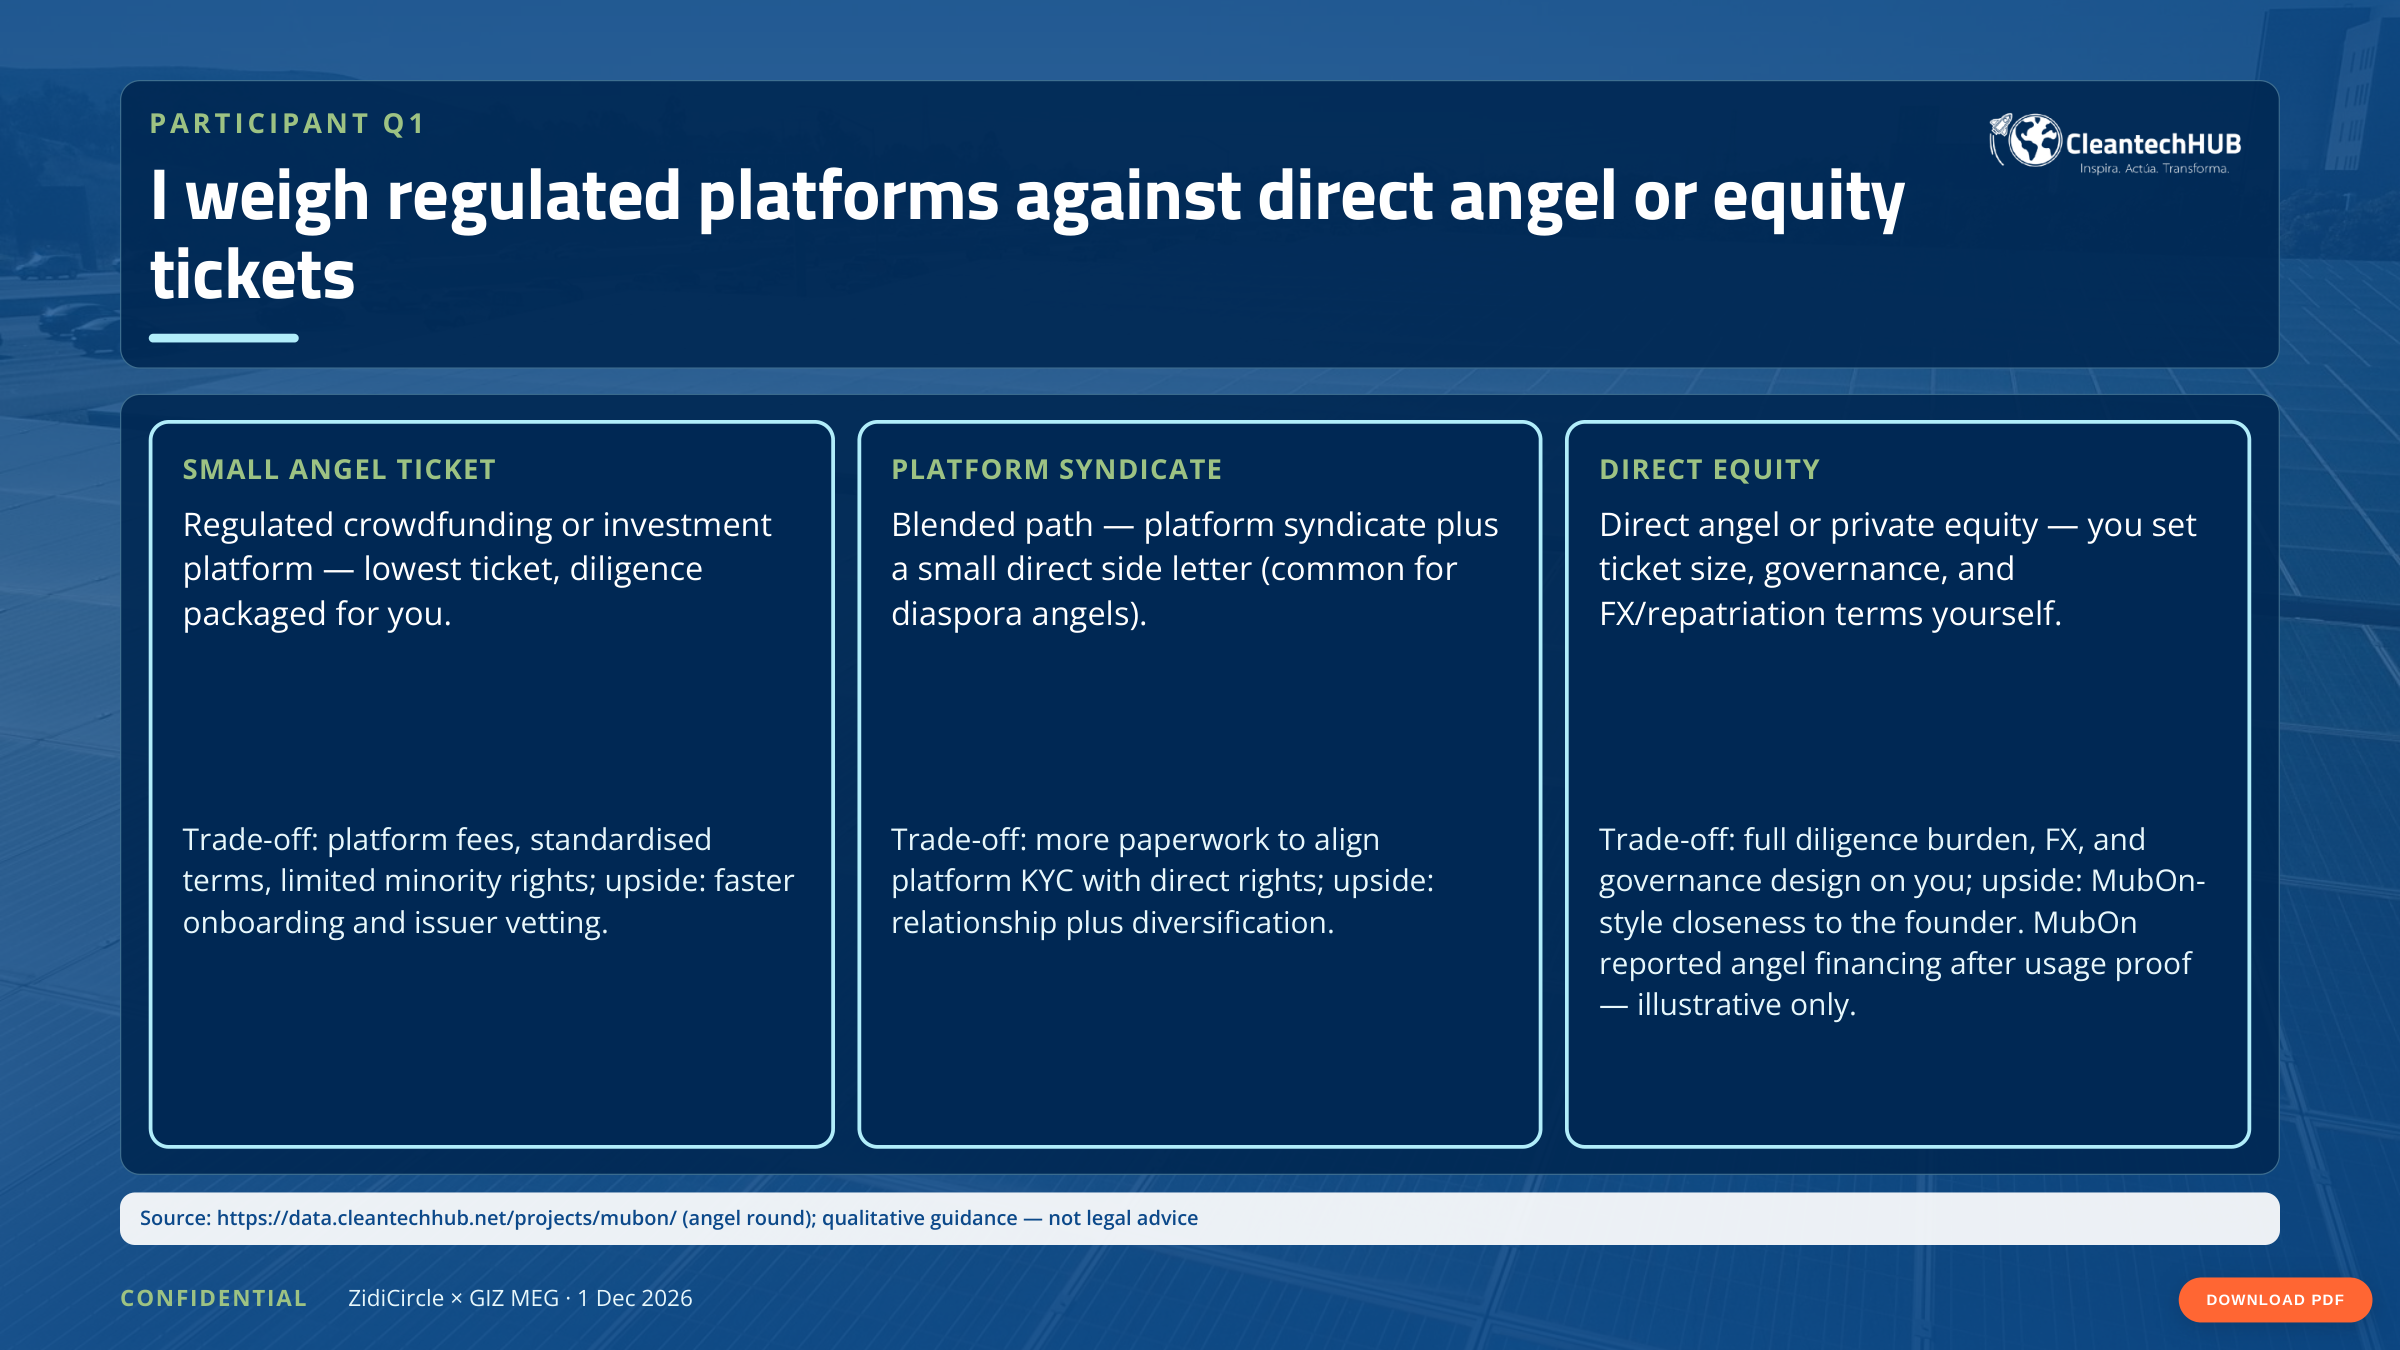 PARTICIPANT Q1
I weigh regulated platforms against direct angel or equity
tickets
CleantechHUB
Inspira. Actúa. Transforma.
SMALL ANGEL TICKET
Regulated crowdfunding or investment
platform — lowest ticket, diligence
packaged for you.
Trade-off: platform fees, standardised
terms, limited minority rights; upside: faster
onboarding and issuer vetting.
PLATFORM SYNDICATE
Blended path — platform syndicate plus
a small direct side letter (common for
diaspora angels).
Trade-off: more paperwork to align
platform KYC with direct rights; upside:
relationship plus diversification.
DIRECT EQUITY
Direct angel or private equity — you set
ticket size, governance, and
FX/repatriation terms yourself.
Trade-off: full diligence burden, FX, and
governance design on you; upside: MubOn-
style closeness to the founder. MubOn
reported angel financing after usage proof
— illustrative only.
Source: https://data.cleantechhub.net/projects/mubon/ (angel round); qualitative guidance — not legal advice
CONFIDENTIAL ZidiCircle × GIZ MEG · 1 Dec 2026
DOWNLOAD PDF